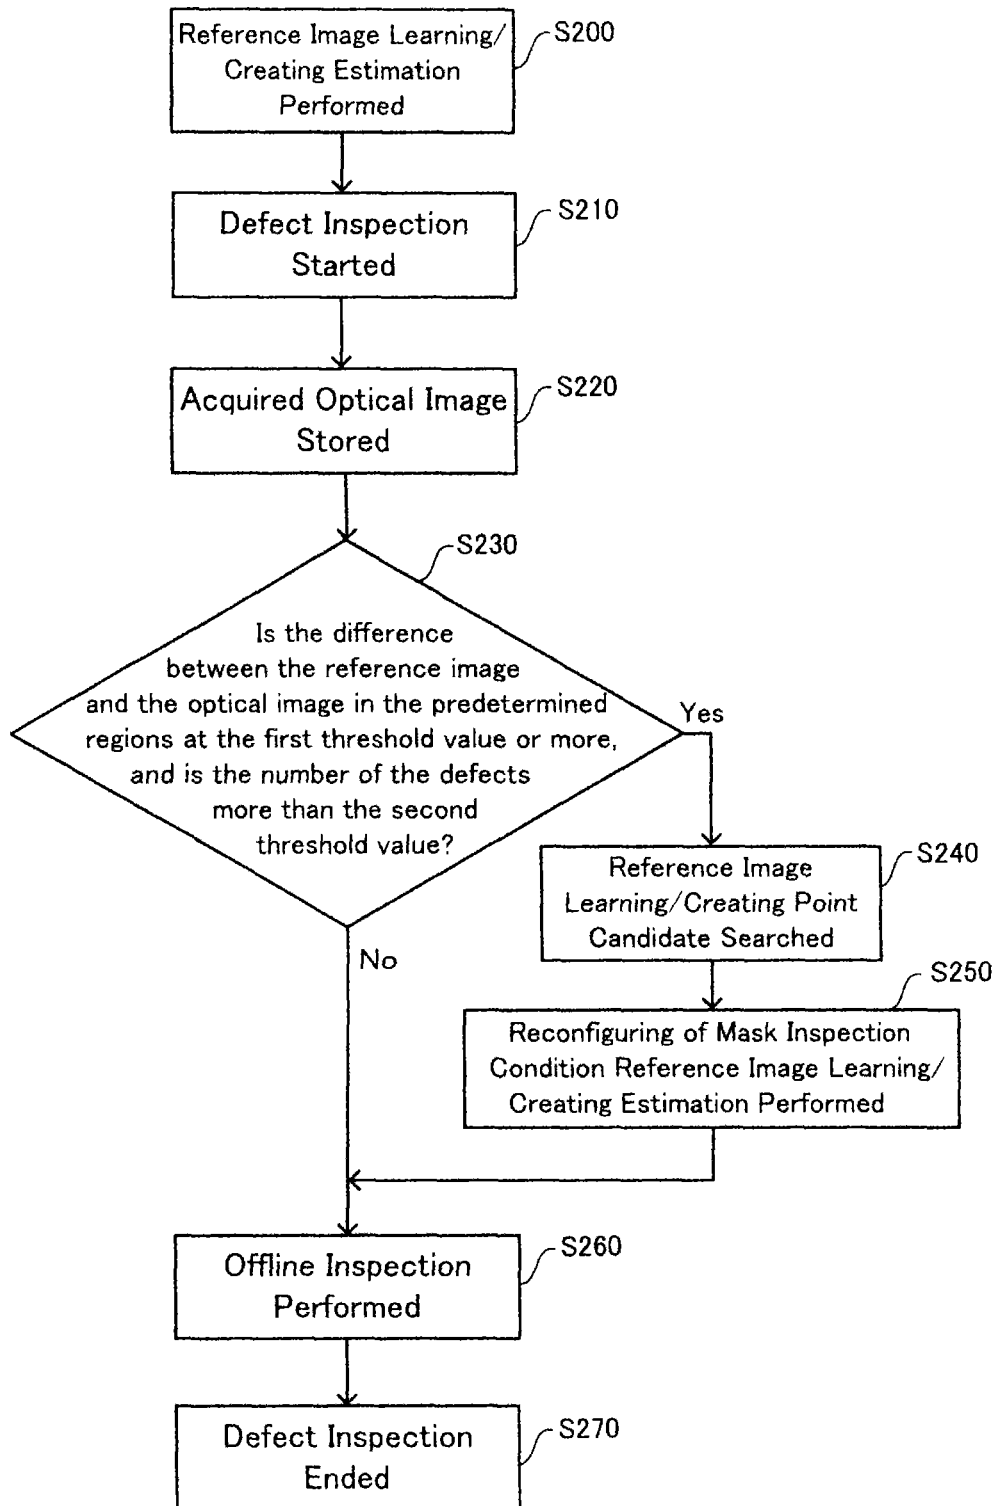 Reference Image Learning/
Creating Estimation
Performed
S200
Defect Inspection
Started
S210
Acquired Optical Image
Stored
S220
S230
Is the difference
between the reference image
and the optical image in the predetermined
regions at the first threshold value or more,
and is the number of the defects
more than the second
threshold value?
Yes
No
Reference Image
Learning/Creating Point
Candidate Searched
S240
S250
Reconfiguring of Mask Inspection
Condition Reference Image Learning/
Creating Estimation Performed
Offline Inspection
Performed
S260
Defect Inspection
Ended
S270